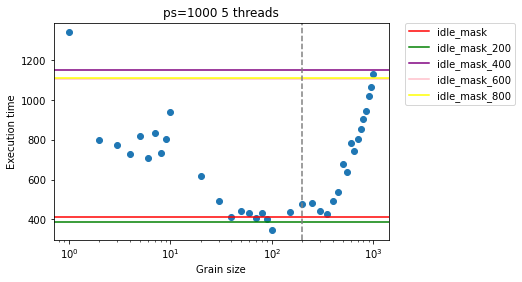 ps=1000 5 threads
idle_mask
idle_mask_200
idle_mask_400
idle_mask_600
idle_mask_800
Execution time
1200
1000
800
600
400
10^0
10^1
10^2
10^3
Grain size